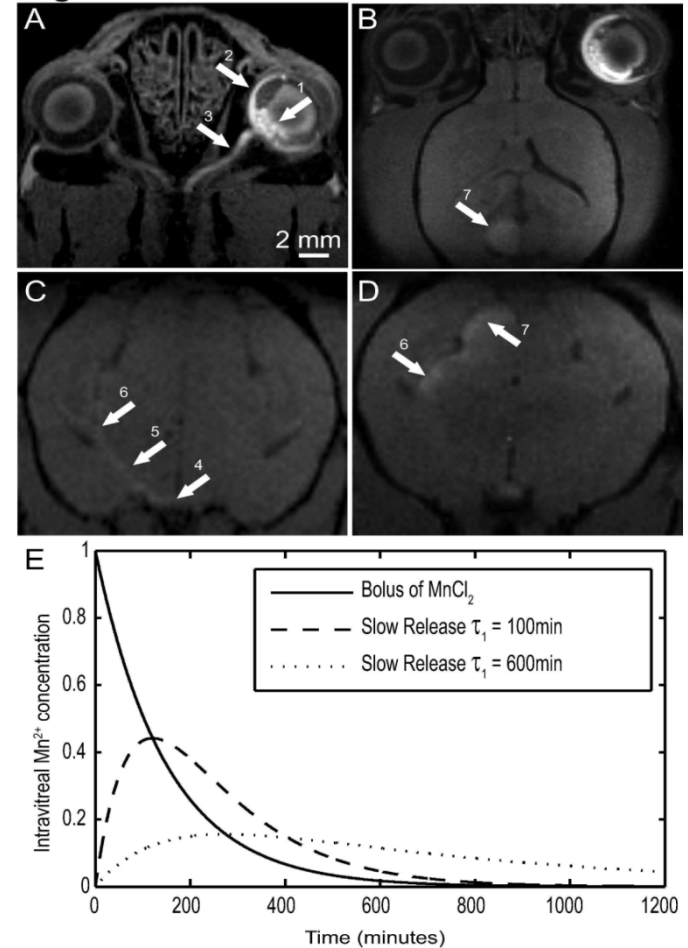 A
2
1
3
2 mm
B
7
C
6
5
4
D
7
6
E
1
0.8
0.6
0.4
0.2
0
Intravitreal Mn²⁺ concentration
Bolus of MnCl₂
Slow Release τ₁ = 100min
Slow Release τ₁ = 600min
0 200 400 600 800 1000 1200
Time (minutes)